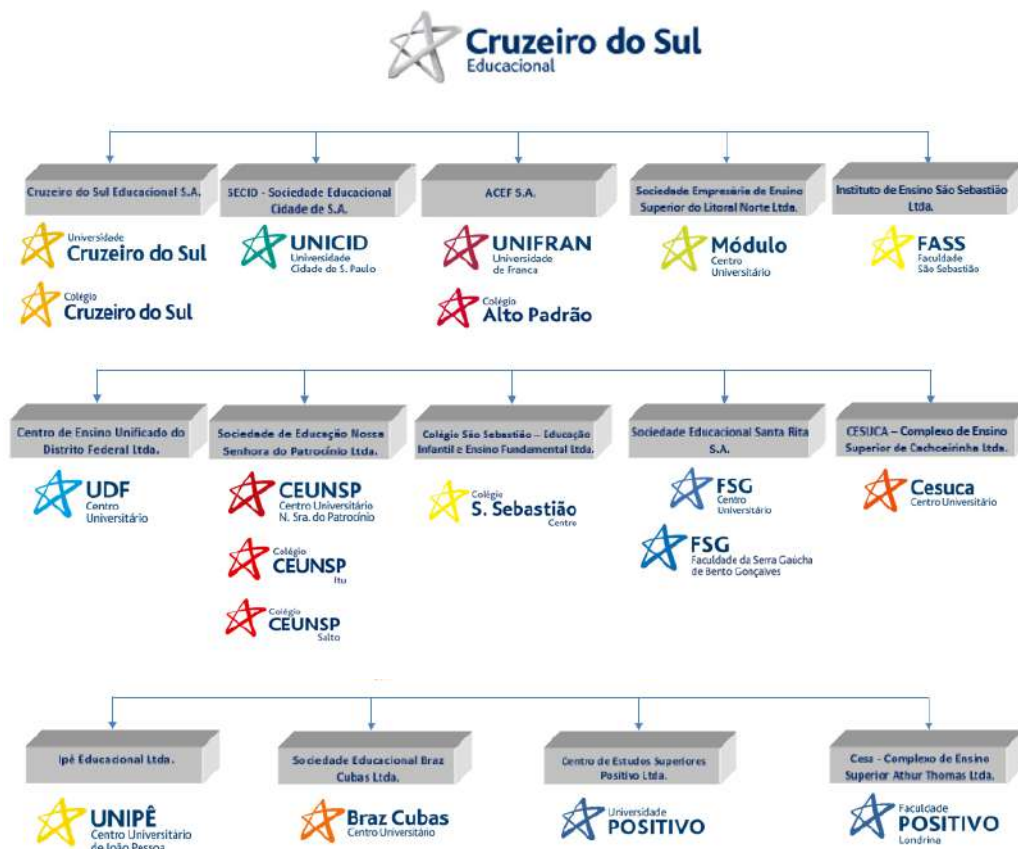 Cruzeiro do Sul
Educacional
Cruzeiro do Sul Educacional S.A.
SECID - Sociedade Educacional
Cidade de S.A.
ACEF S.A.
Sociedade Empresária de Ensino
Superior do Litoral Norte Ltda.
Instituto de Ensino São Sebastião
Ltda.
Universidade
Cruzeiro do Sul
Colégio
Cruzeiro do Sul
UNICID
Universidade
Cidade de S. Paulo
UNIFRAN
Universidade
de Franca
Colégio
Alto Padrão
Módulo
Centro
Universitário
FASS
Faculdade
São Sebastião
Centro de Ensino Unificado do
Distrito Federal Ltda.
Sociedade de Educação Nossa
Senhora do Patrocínio Ltda.
Colégio São Sebastião – Educação
Infantil e Ensino Fundamental Ltda.
Sociedade Educacional Santa Rita
S.A.
CESUCA – Complexo de Ensino
Superior de Cachoeirinha Ltda.
UDF
Centro
Universitário
CEUNSP
Centro Universitário
N. Sra. do Patrocínio
Colégio
CEUNSP
Itu
Colégio
CEUNSP
Salto
Colégio
S. Sebastião
Centro
FSG
Centro
Universitário
FSG
Faculdade da Serra Gaúcha
de Bento Gonçalves
Cesuca
Centro Universitário
Ipê Educacional Ltda.
Sociedade Educacional Braz
Cubas Ltda.
Centro de Estudos Superiores
Positivo Ltda.
Cesa - Complexo de Ensino
Superior Athur Thomas Ltda.
UNIPÊ
Centro Universitário
de João Pessoa
Braz Cubas
Centro Universitário
Universidade
POSITIVO
Faculdade
POSITIVO
Londrina